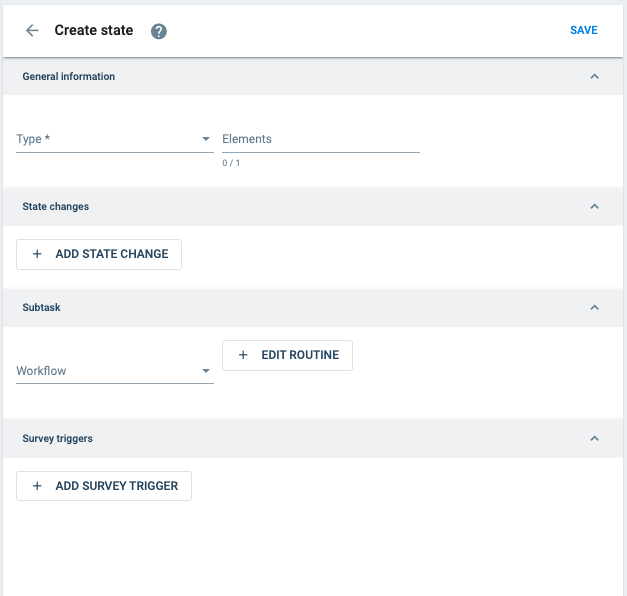 Create state ?
SAVE
General information
Type *
Elements
0 / 1
State changes
+ ADD STATE CHANGE
Subtask
+ EDIT ROUTINE
Workflow
Survey triggers
+ ADD SURVEY TRIGGER